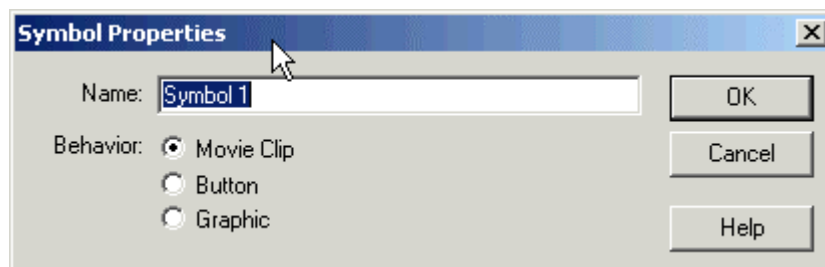 Symbol Properties
Name: Symbol 1 OK
Behavior: Movie Clip Cancel
Button
Graphic Help